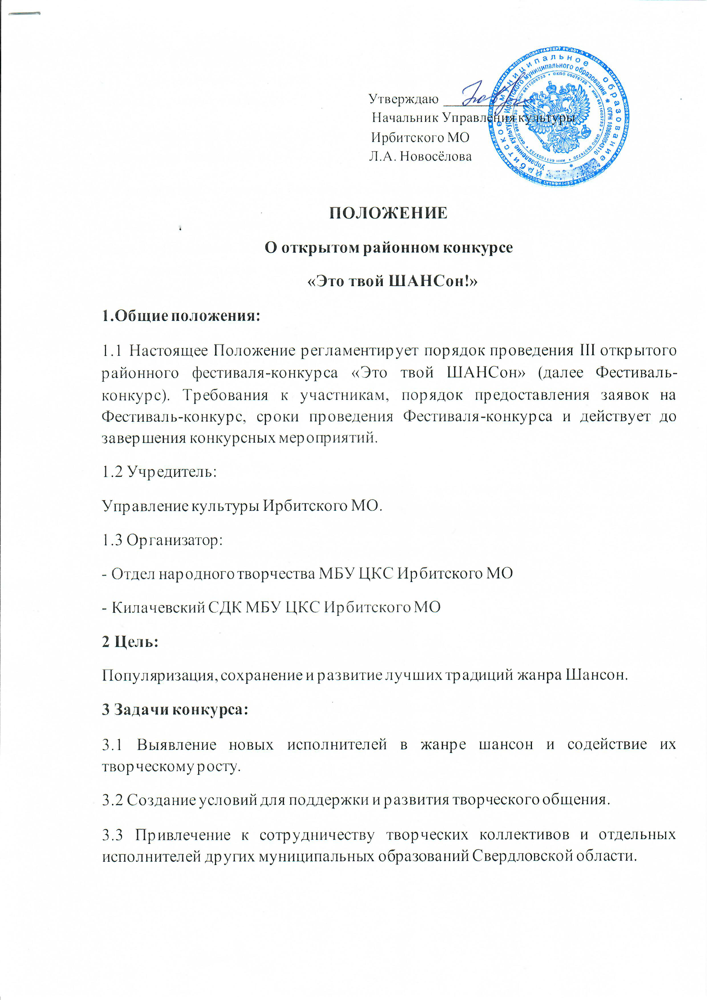 Утверждаю
Начальник Управления культуры
Ирбитского МО
Л.А. Новосёлова
ПОЛОЖЕНИЕ
О открытом районном конкурсе
«Это твой ШАНСон!»
1.Общие положения:
1.1 Настоящее Положение регламентирует порядок проведения III открытого
районного фестиваля-конкурса «Это твой ШАНСон» (далее Фестиваль-
конкурс). Требования к участникам, порядок предоставления заявок на
Фестиваль-конкурс, сроки проведения Фестиваля-конкурса и действует до
завершения конкурсных мероприятий.
1.2 Учредитель:
Управление культуры Ирбитского МО.
1.3 Организатор:
- Отдел народного творчества МБУ ЦКС Ирбитского МО
- Килачевский СДК МБУ ЦКС Ирбитского МО
2 Цель:
Популяризация, сохранение и развитие лучших традиций жанра Шансон.
3 Задачи конкурса:
3.1 Выявление новых исполнителей в жанре шансон и содействие их
творческому росту.
3.2 Создание условий для поддержки и развития творческого общения.
3.3 Привлечение к сотрудничеству творческих коллективов и отдельных
исполнителей других муниципальных образований Свердловской области.
Ирбитское муниципальное образование
Управление культуры Ирбитского муниципального образования * ОГРН 1036600543110 *
ИНН 6611005733 * ОКПО 05076730